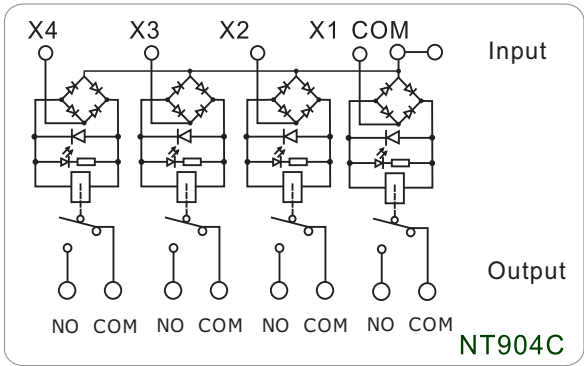 X4 X3 X2 X1 COM
Input
Output
NO COM NO COM NO COM NO COM
NT904C